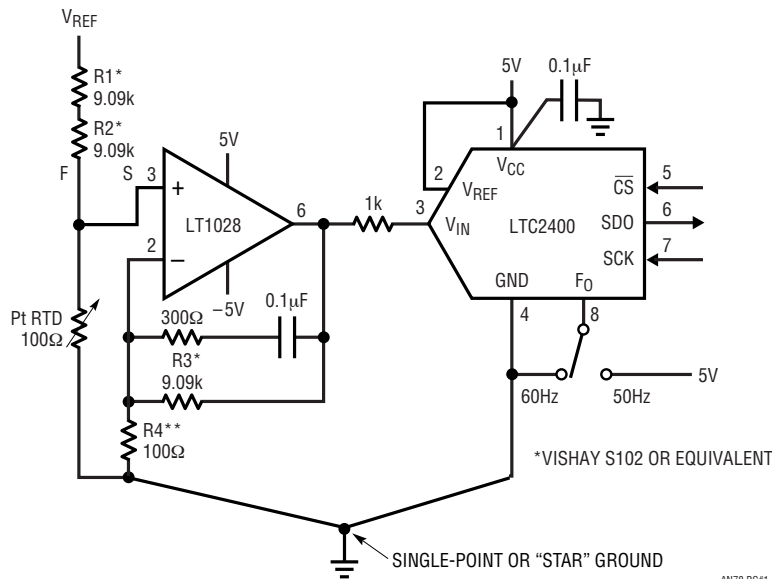 VREF
R1*
9.09k
R2*
9.09k
F
S
3
+
2
–
5V
LT1028
–5V
6
1k
300Ω
0.1µF
R3*
9.09k
R4**
100Ω
Pt RTD
100Ω
5V
0.1µF
1
VCC
2
VREF
3
VIN
LTC2400
CS
5
SDO
6
SCK
7
GND
FO
4
8
60Hz
50Hz
5V
*VISHAY S102 OR EQUIVALENT
SINGLE-POINT OR “STAR” GROUND